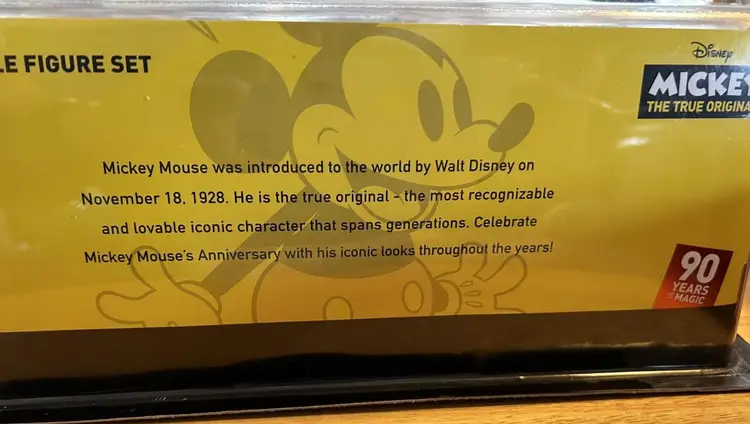 LE FIGURE SET
Disney
MICKEY
THE TRUE ORIGINA
Mickey Mouse was introduced to the world by Walt Disney on
November 18, 1928. He is the true original - the most recognizable
and lovable iconic character that spans generations. Celebrate
Mickey Mouse's Anniversary with his iconic looks throughout the years!
90
YEARS
OF MAGIC